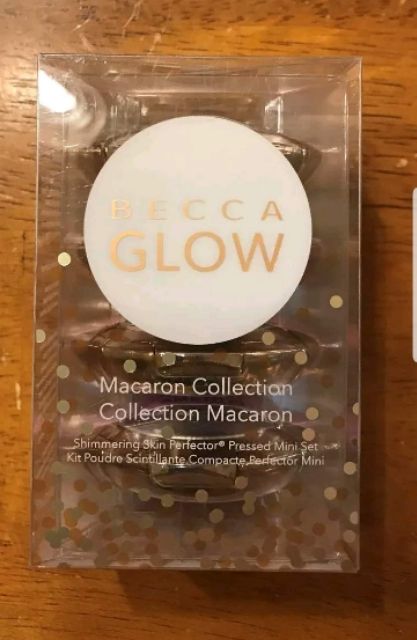 BECCA
GLOW
Macaron Collection
Collection Macaron
Shimmering Skin Perfector® Pressed Mini Set
Kit Poudre Scintillante Compacte Perfector Mini